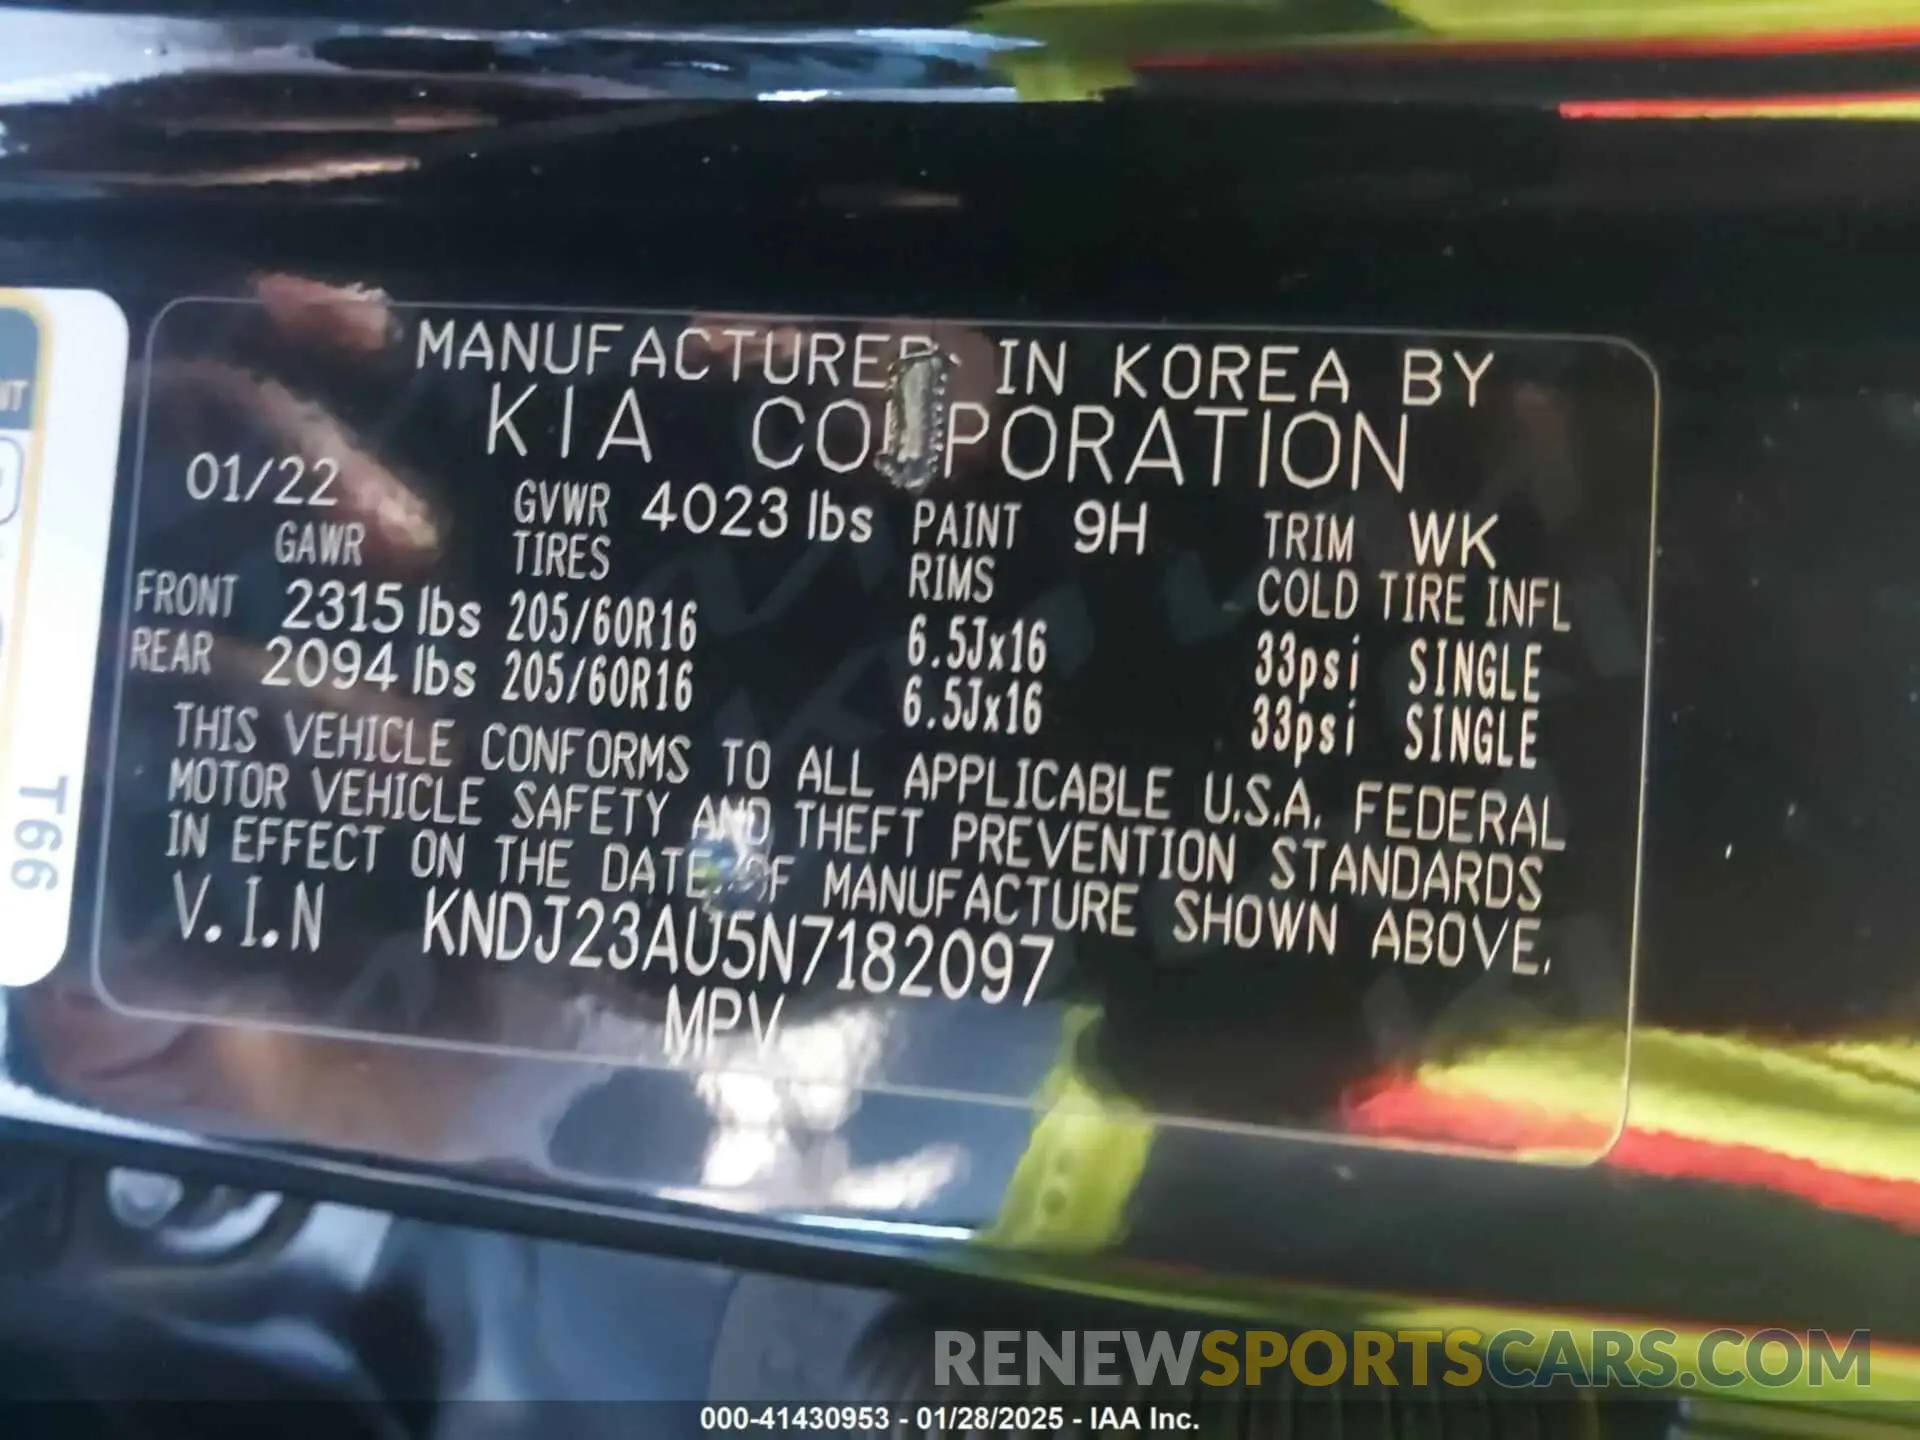 MANUFACTURED IN KOREA BY
KIA CORPORATION
01/22 GVWR 4023 lbs PAINT 9H TRIM WK
GAWR TIRES RIMS COLD TIRE INFL
FRONT 2315 lbs 205/60R16 6.5Jx16 33psi SINGLE
REAR 2094 lbs 205/60R16 6.5Jx16 33psi SINGLE
THIS VEHICLE CONFORMS TO ALL APPLICABLE U.S.A. FEDERAL
MOTOR VEHICLE SAFETY AND THEFT PREVENTION STANDARDS
IN EFFECT ON THE DATE OF MANUFACTURE SHOWN ABOVE.
V.I.N KNDJ23AU5N7182097
MPV
T66
RENEWSPORTSCARS.COM
000-41430953 - 01/28/2025 - IAA Inc.